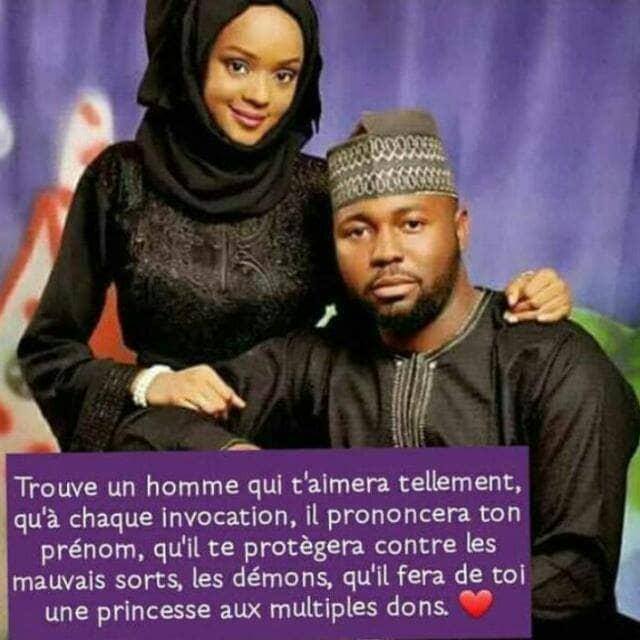 Trouve un homme qui t'aimera tellement,
qu'à chaque invocation, il prononcera ton
prénom, qu'il te protègera contre les
mauvais sorts, les démons, qu'il fera de toi
une princesse aux multiples dons. ❤️